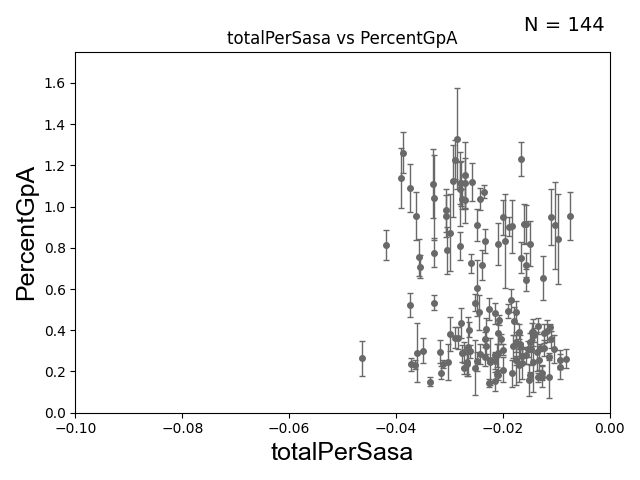 N = 144
totalPerSasa vs PercentGpA
PercentGpA
1.6
1.4
1.2
1.0
0.8
0.6
0.4
0.2
0.0
−0.10 −0.08 −0.06 −0.04 −0.02 0.00
totalPerSasa